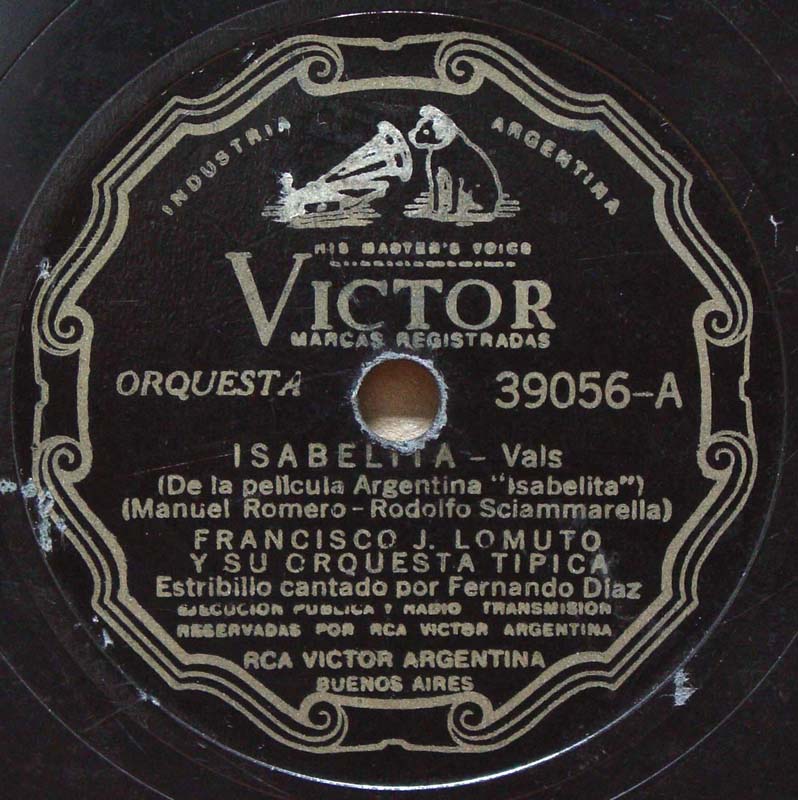 INDUSTRIA ARGENTINA
HIS MASTER'S VOICE
VICTOR
MARCAS REGISTRADAS
ORQUESTA 39056-A
ISABELITA - Vals
(De la película Argentina "Isabelita")
(Manuel Romero - Rodolfo Sciammarella)
FRANCISCO J. LOMUTO
Y SU ORQUESTA TIPICA
Estribillo cantado por Fernando Díaz
EJECUCION PUBLICA Y RADIO TRANSMISION
RESERVADAS POR RCA VICTOR ARGENTINA
RCA VICTOR ARGENTINA
BUENOS AIRES